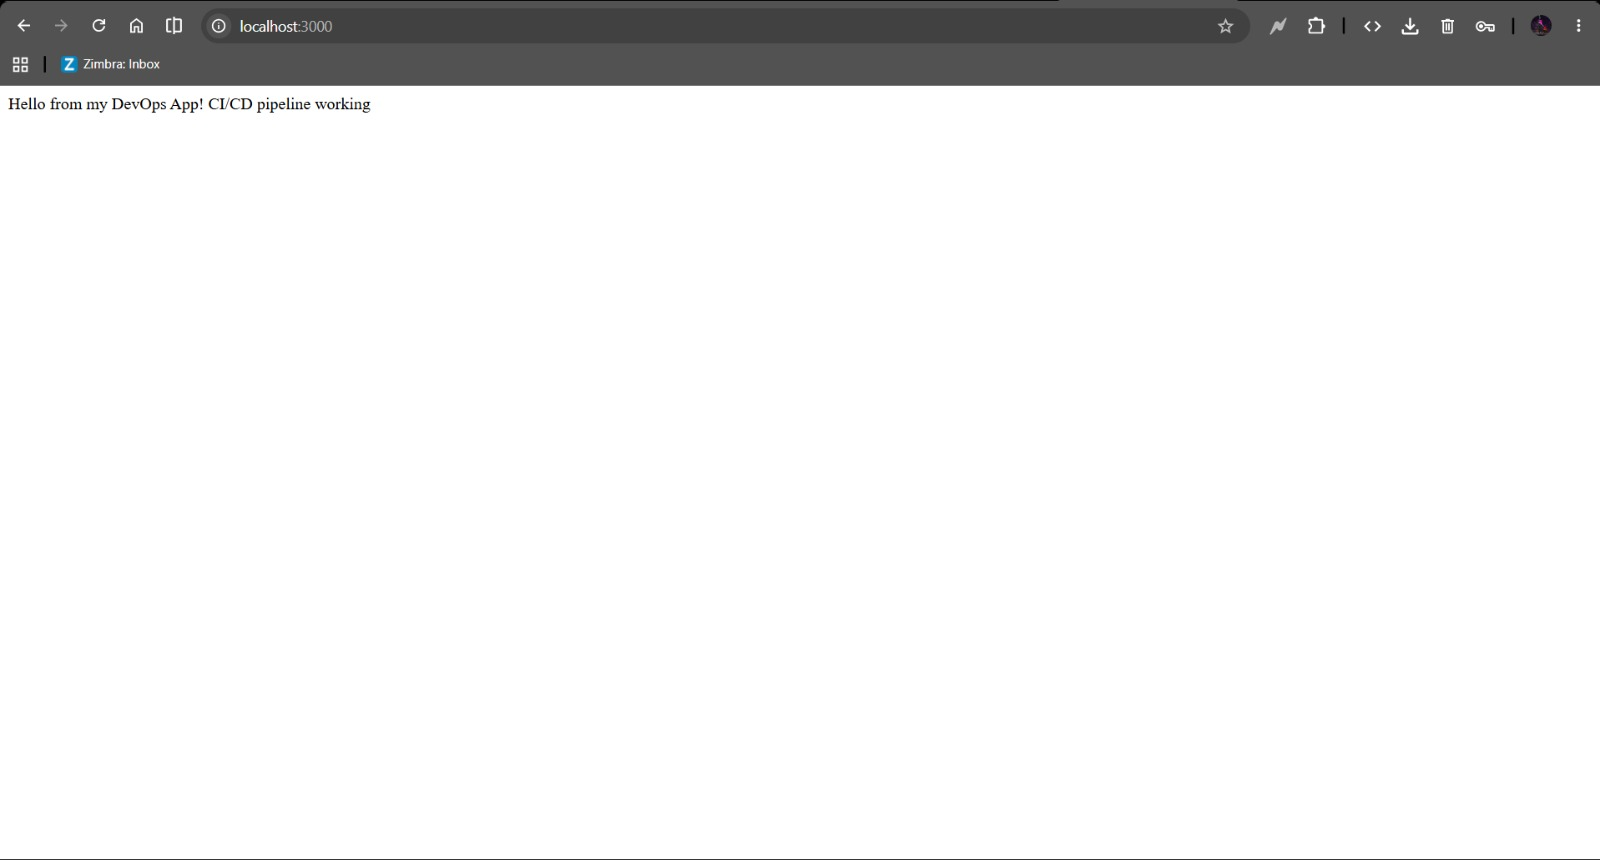 localhost:3000
Z Zimbra: Inbox
Hello from my DevOps App! CI/CD pipeline working